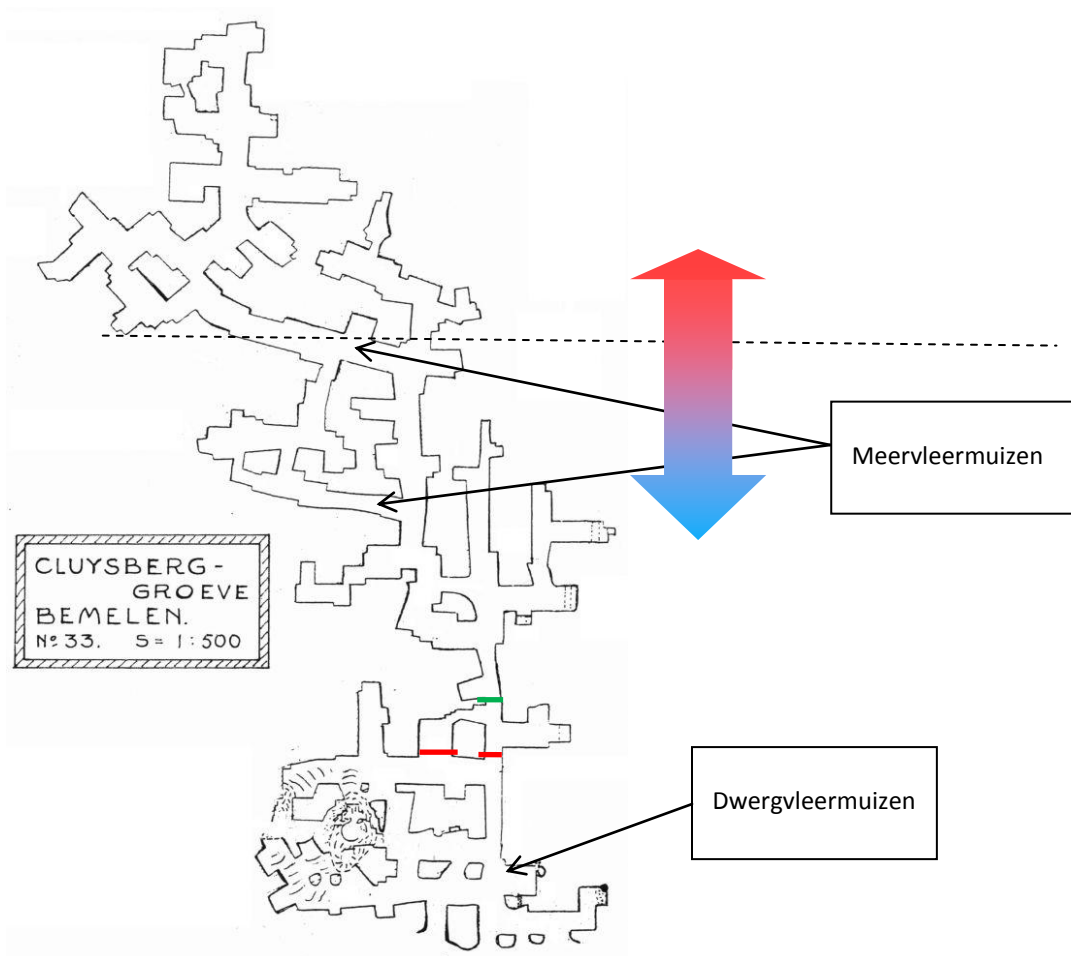 Meervleermuizen
CLUYSBERG-
GROEVE
BEMELEN.
Nº 33. S= 1:500
Dwergvleermuizen